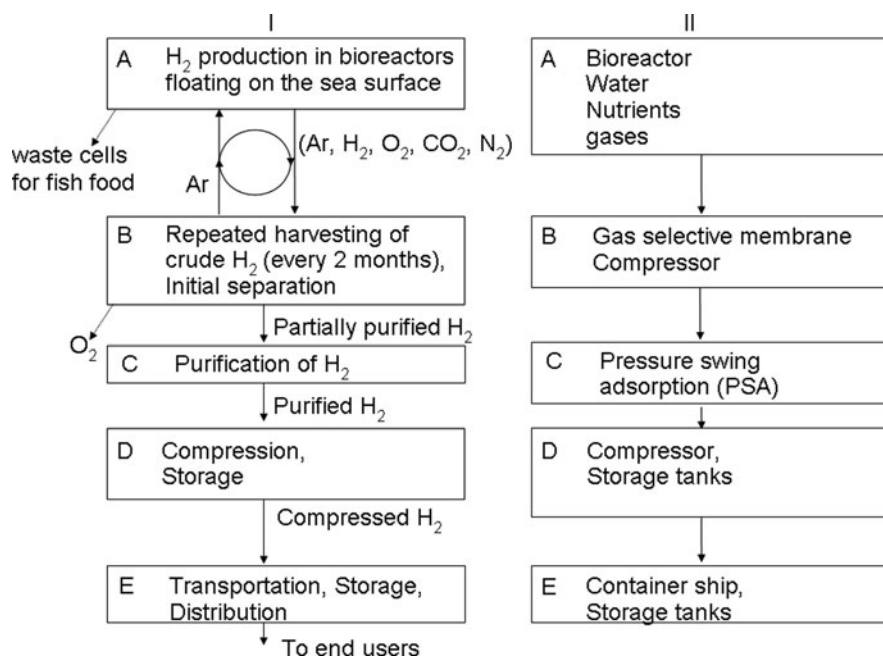 I
A H₂ production in bioreactors
floating on the sea surface
waste cells
for fish food
Ar
(Ar, H₂, O₂, CO₂, N₂)
B Repeated harvesting of
crude H₂ (every 2 months),
Initial separation
O₂
Partially purified H₂
C Purification of H₂
Purified H₂
D Compression,
Storage
Compressed H₂
E Transportation, Storage,
Distribution
To end users
II
A Bioreactor
Water
Nutrients
gases
B Gas selective membrane
Compressor
C Pressure swing
adsorption (PSA)
D Compressor,
Storage tanks
E Container ship,
Storage tanks